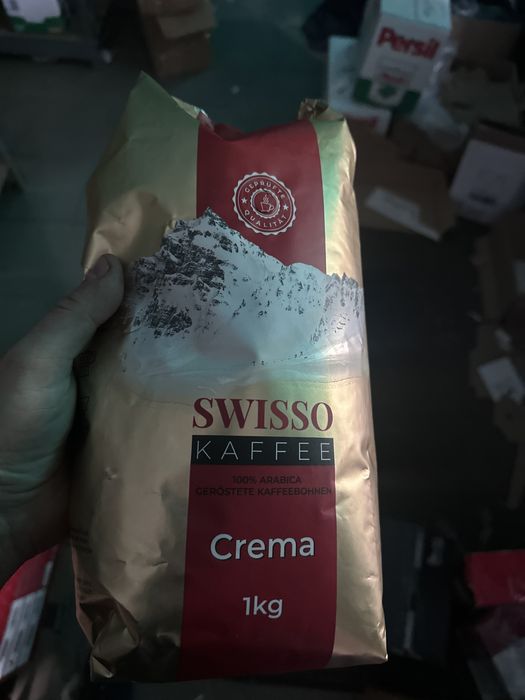 Persil
GEPRÜFTE
QUALITÄT
SWISSO
KAFFEE
100% ARABICA
GERÖSTETE KAFFEEBOHNEN
Crema
1kg